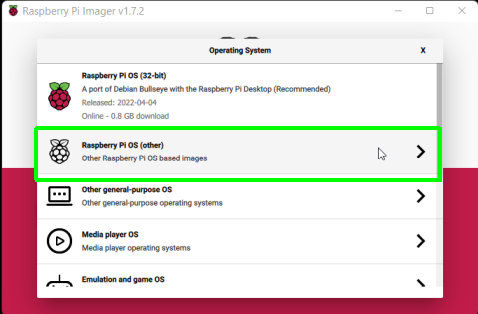 Raspberry Pi Imager v1.7.2
Operating System
X
Raspberry Pi OS (32-bit)
A port of Debian Bullseye with the Raspberry Pi Desktop (Recommended)
Released: 2022-04-04
Online - 0.8 GB download
Raspberry Pi OS (other)
Other Raspberry Pi OS based images
Other general-purpose OS
Other general-purpose operating systems
Media player OS
Media player operating systems
Emulation and game OS